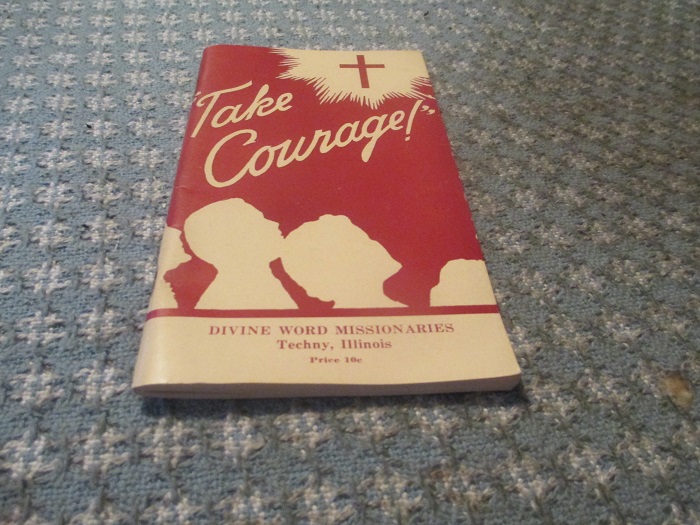 "Take
Courage!"
DIVINE WORD MISSIONARIES
Techny, Illinois
Price 10c